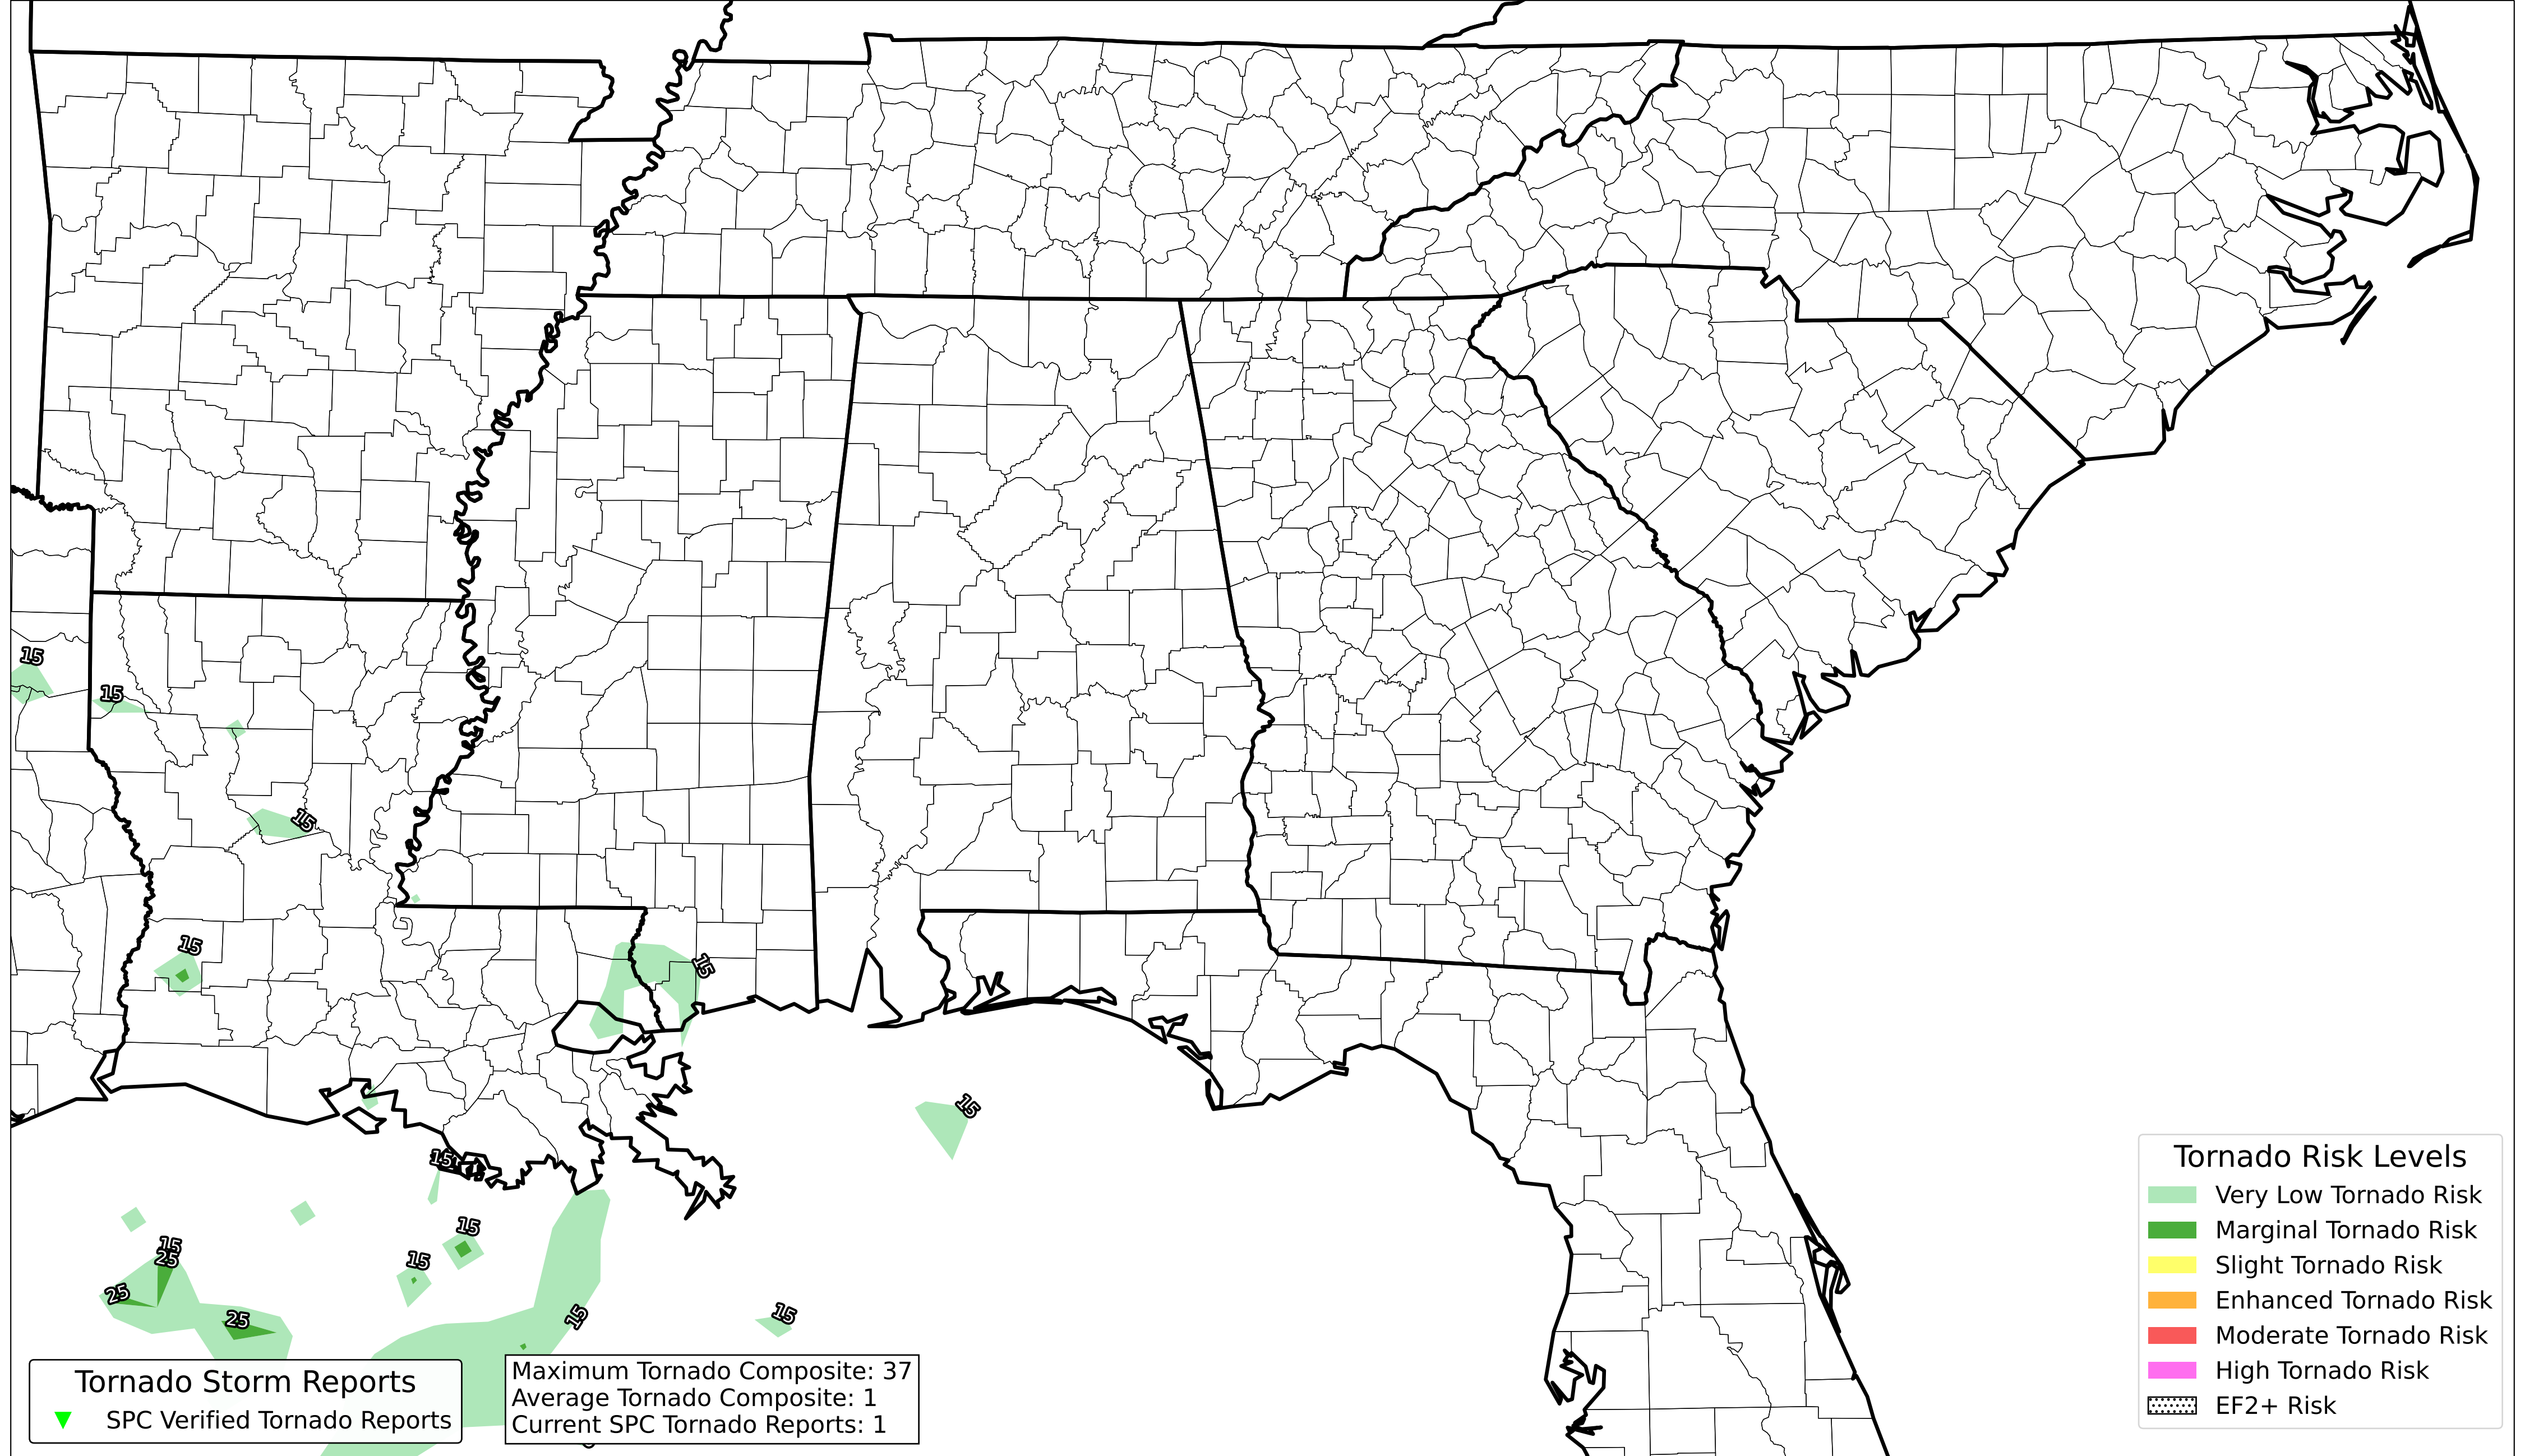 15
15
15
15
15
15
15
15
15
15
25
25
25
15
15
Tornado Risk Levels
Very Low Tornado Risk
Marginal Tornado Risk
Slight Tornado Risk
Enhanced Tornado Risk
Moderate Tornado Risk
High Tornado Risk
EF2+ Risk
Tornado Storm Reports
SPC Verified Tornado Reports
Maximum Tornado Composite: 37
Average Tornado Composite: 1
Current SPC Tornado Reports: 1